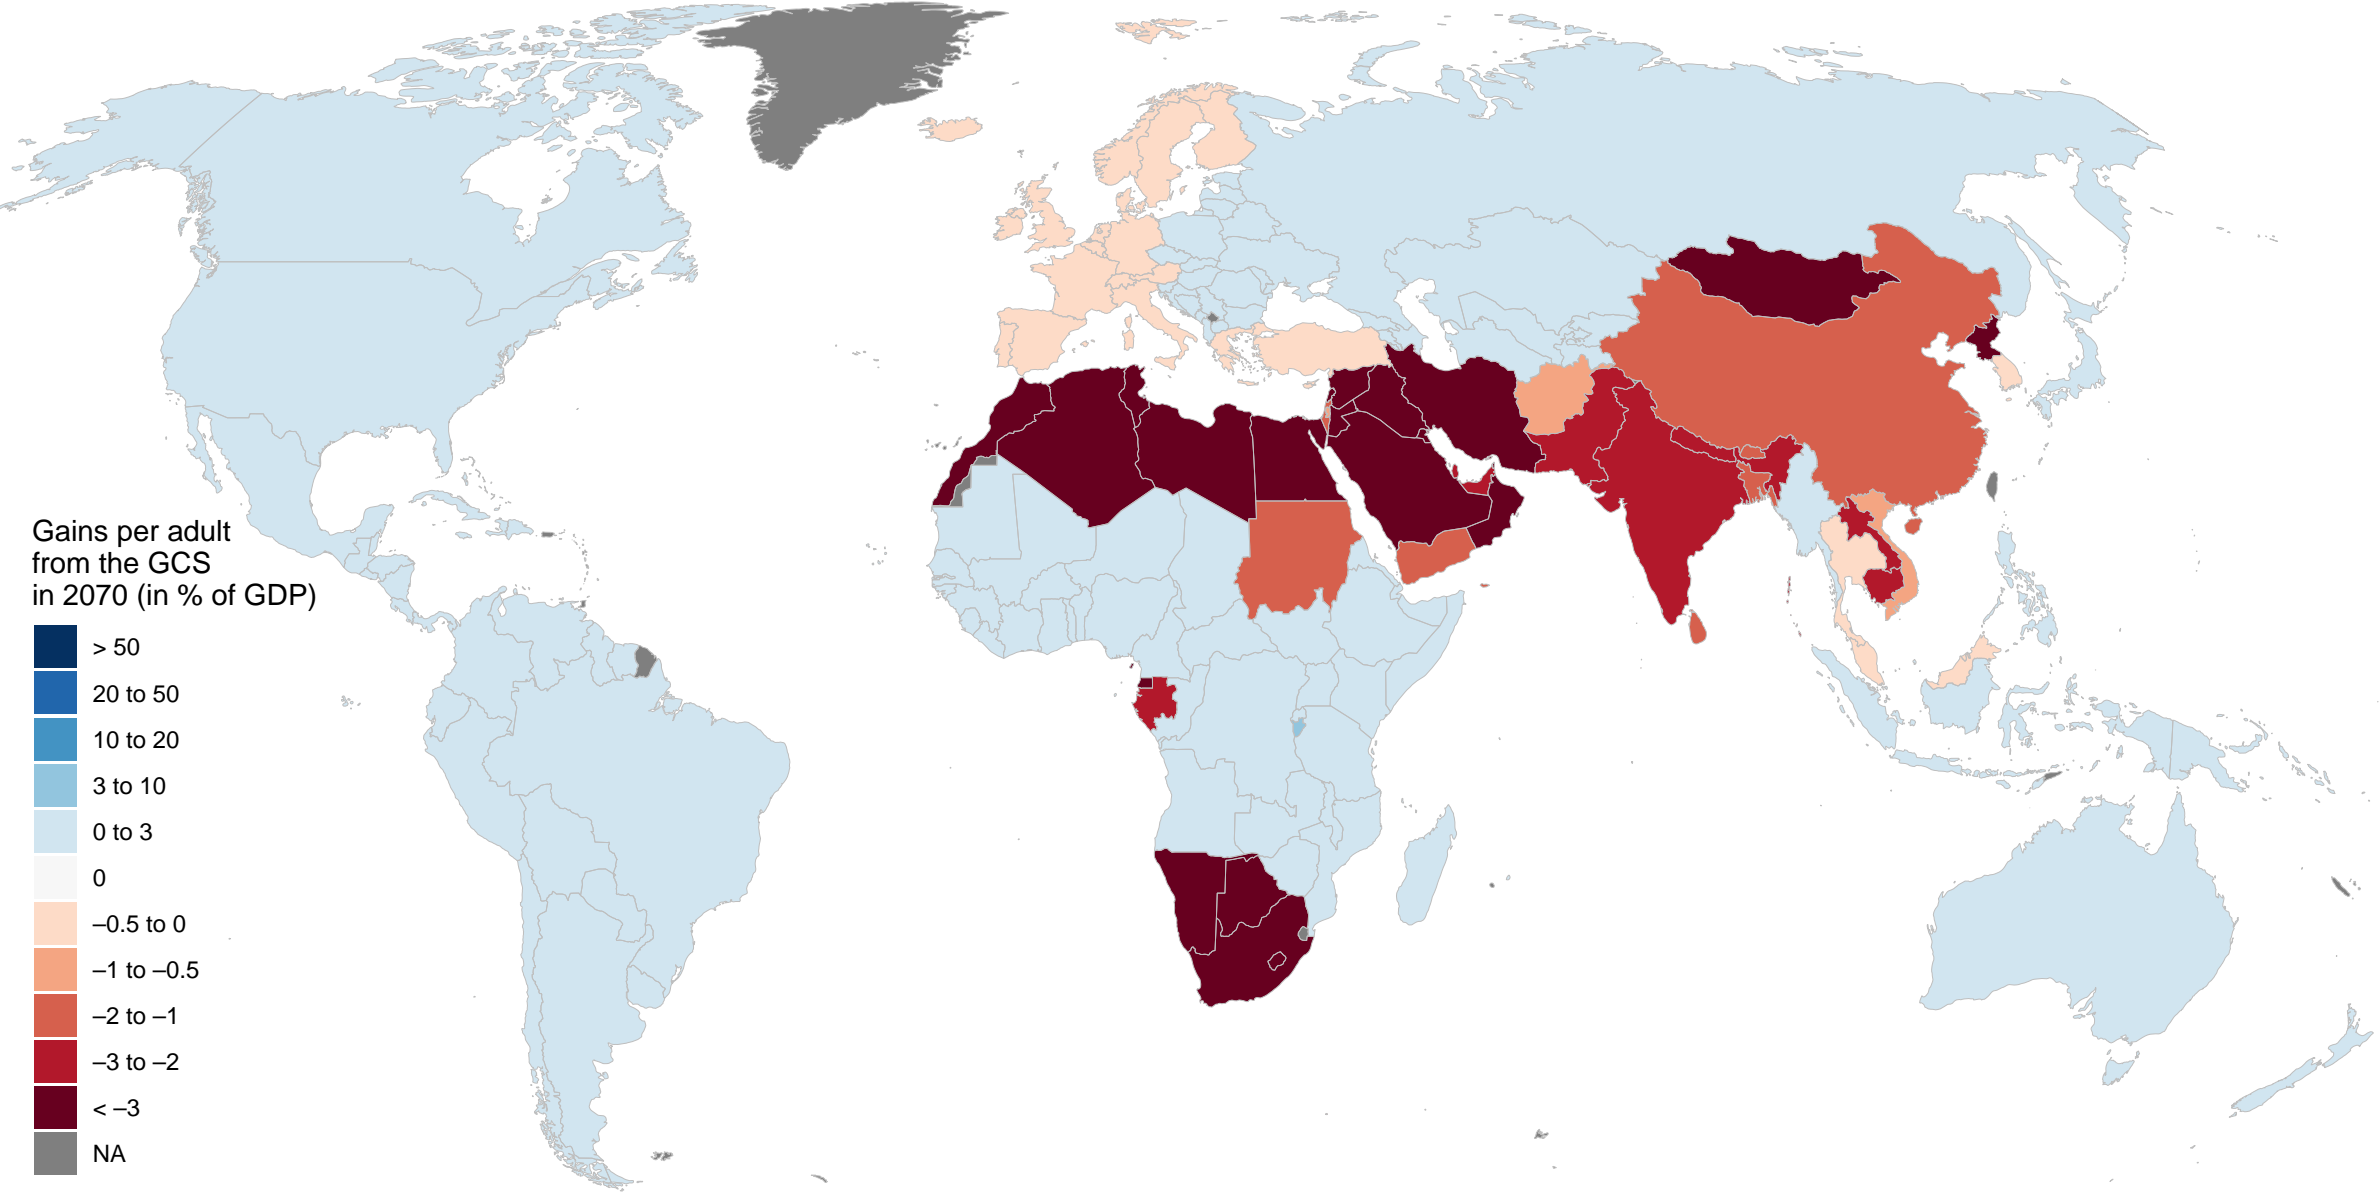 Gains per adult
from the GCS
in 2070 (in % of GDP)
> 50
20 to 50
10 to 20
3 to 10
0 to 3
0
–0.5 to 0
–1 to –0.5
–2 to –1
–3 to –2
< –3
NA